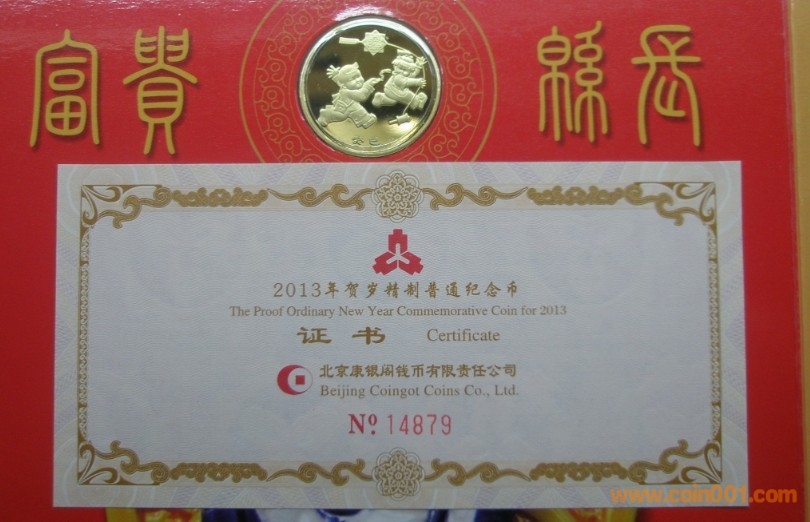 富貴 縣長
癸巳
2013年贺岁精制普通纪念币
The Proof Ordinary New Year Commemorative Coin for 2013
证书 Certificate
北京康银阁钱币有限责任公司
Beijing Coingot Coins Co., Ltd.
Nº 14879
www.coin001.com